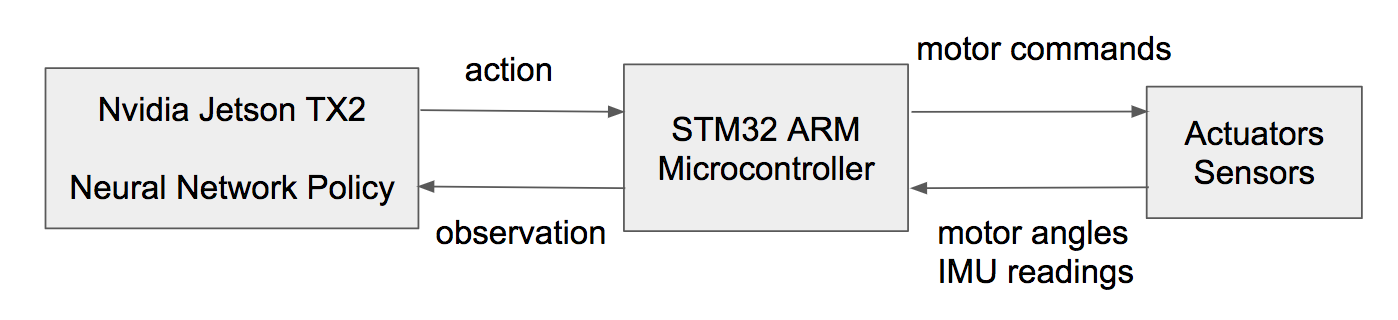 Nvidia Jetson TX2
Neural Network Policy
action
observation
STM32 ARM
Microcontroller
motor commands
motor angles
IMU readings
Actuators
Sensors